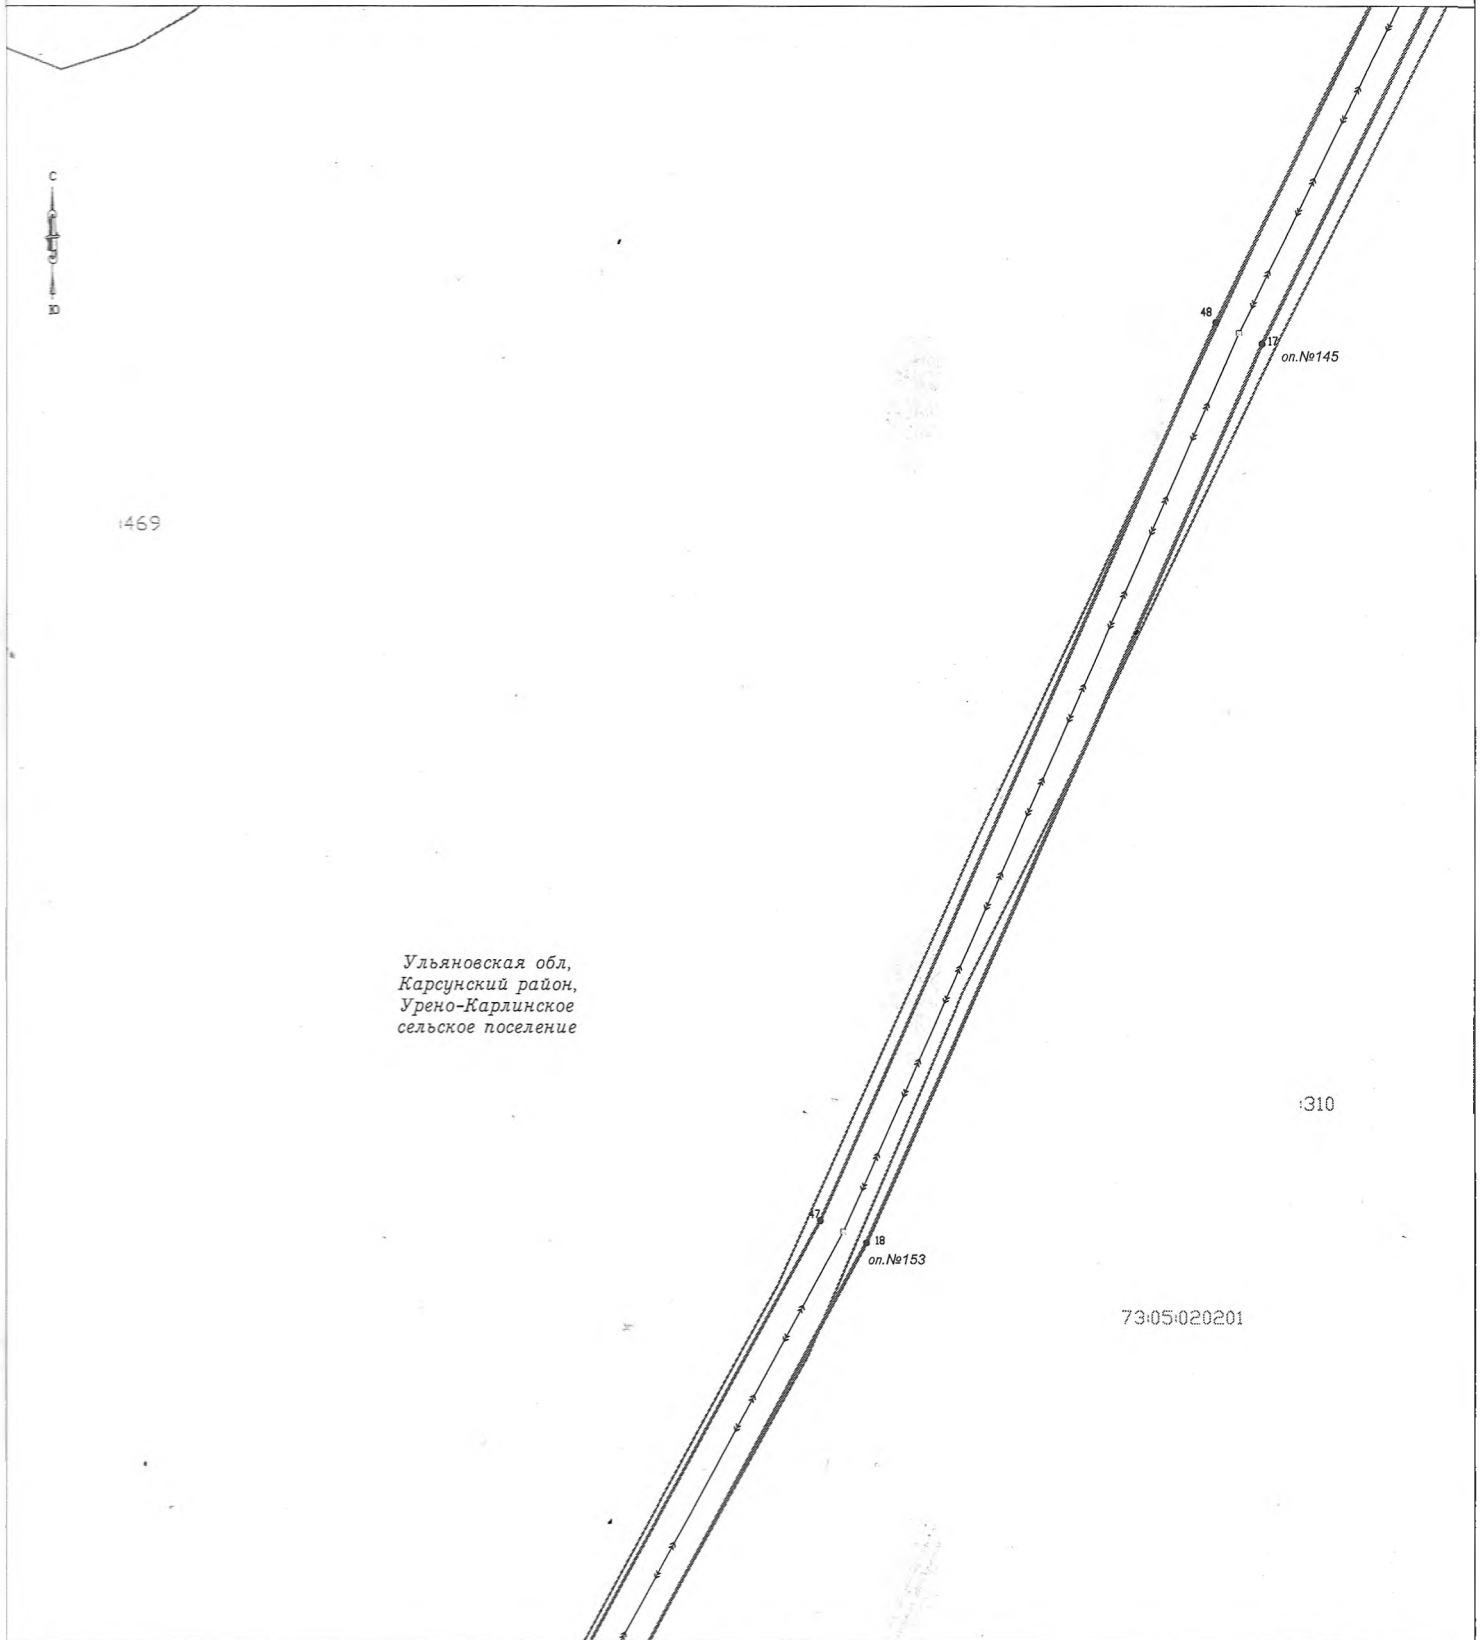 С
Ю
48
17
оп.№145
:469
Ульяновская обл,
Карсунский район,
Урено-Карлинское
сельское поселение
:310
47
18
оп.№153
73:05:020201